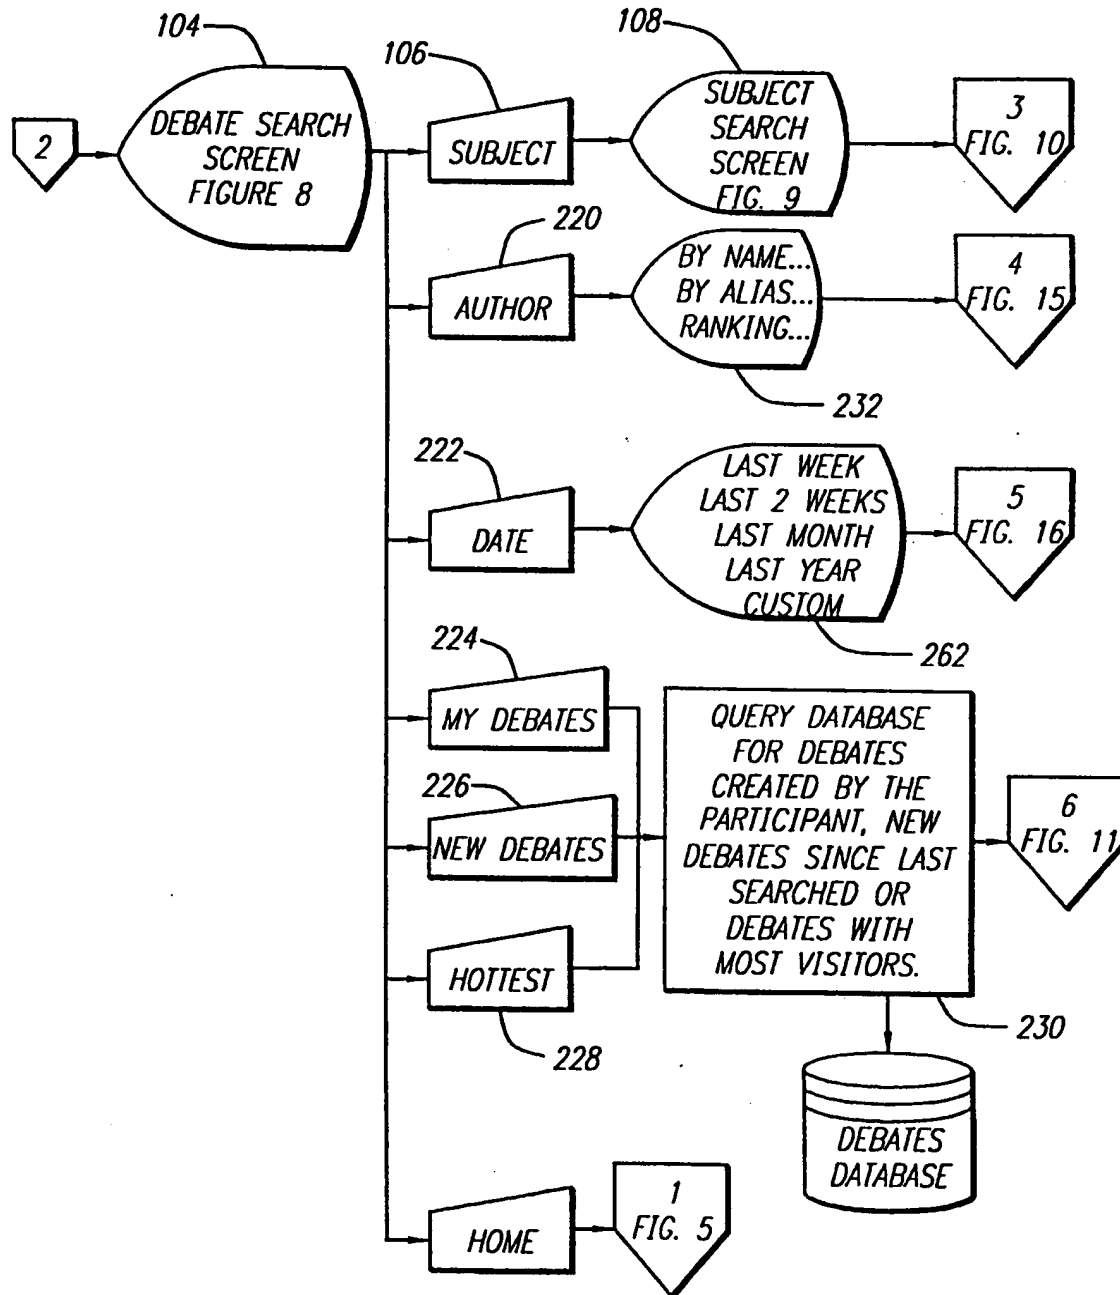 104
106
108
2
DEBATE SEARCH
SCREEN
FIGURE 8
SUBJECT
SUBJECT
SEARCH
SCREEN
FIG. 9
3
FIG. 10
220
AUTHOR
BY NAME...
BY ALIAS...
RANKING...
4
FIG. 15
232
222
DATE
LAST WEEK
LAST 2 WEEKS
LAST MONTH
LAST YEAR
CUSTOM
5
FIG. 16
262
224
MY DEBATES
226
NEW DEBATES
HOTTEST
228
QUERY DATABASE
FOR DEBATES
CREATED BY THE
PARTICIPANT, NEW
DEBATES SINCE LAST
SEARCHED OR
DEBATES WITH
MOST VISITORS.
6
FIG. 11
230
DEBATES
DATABASE
HOME
1
FIG. 5